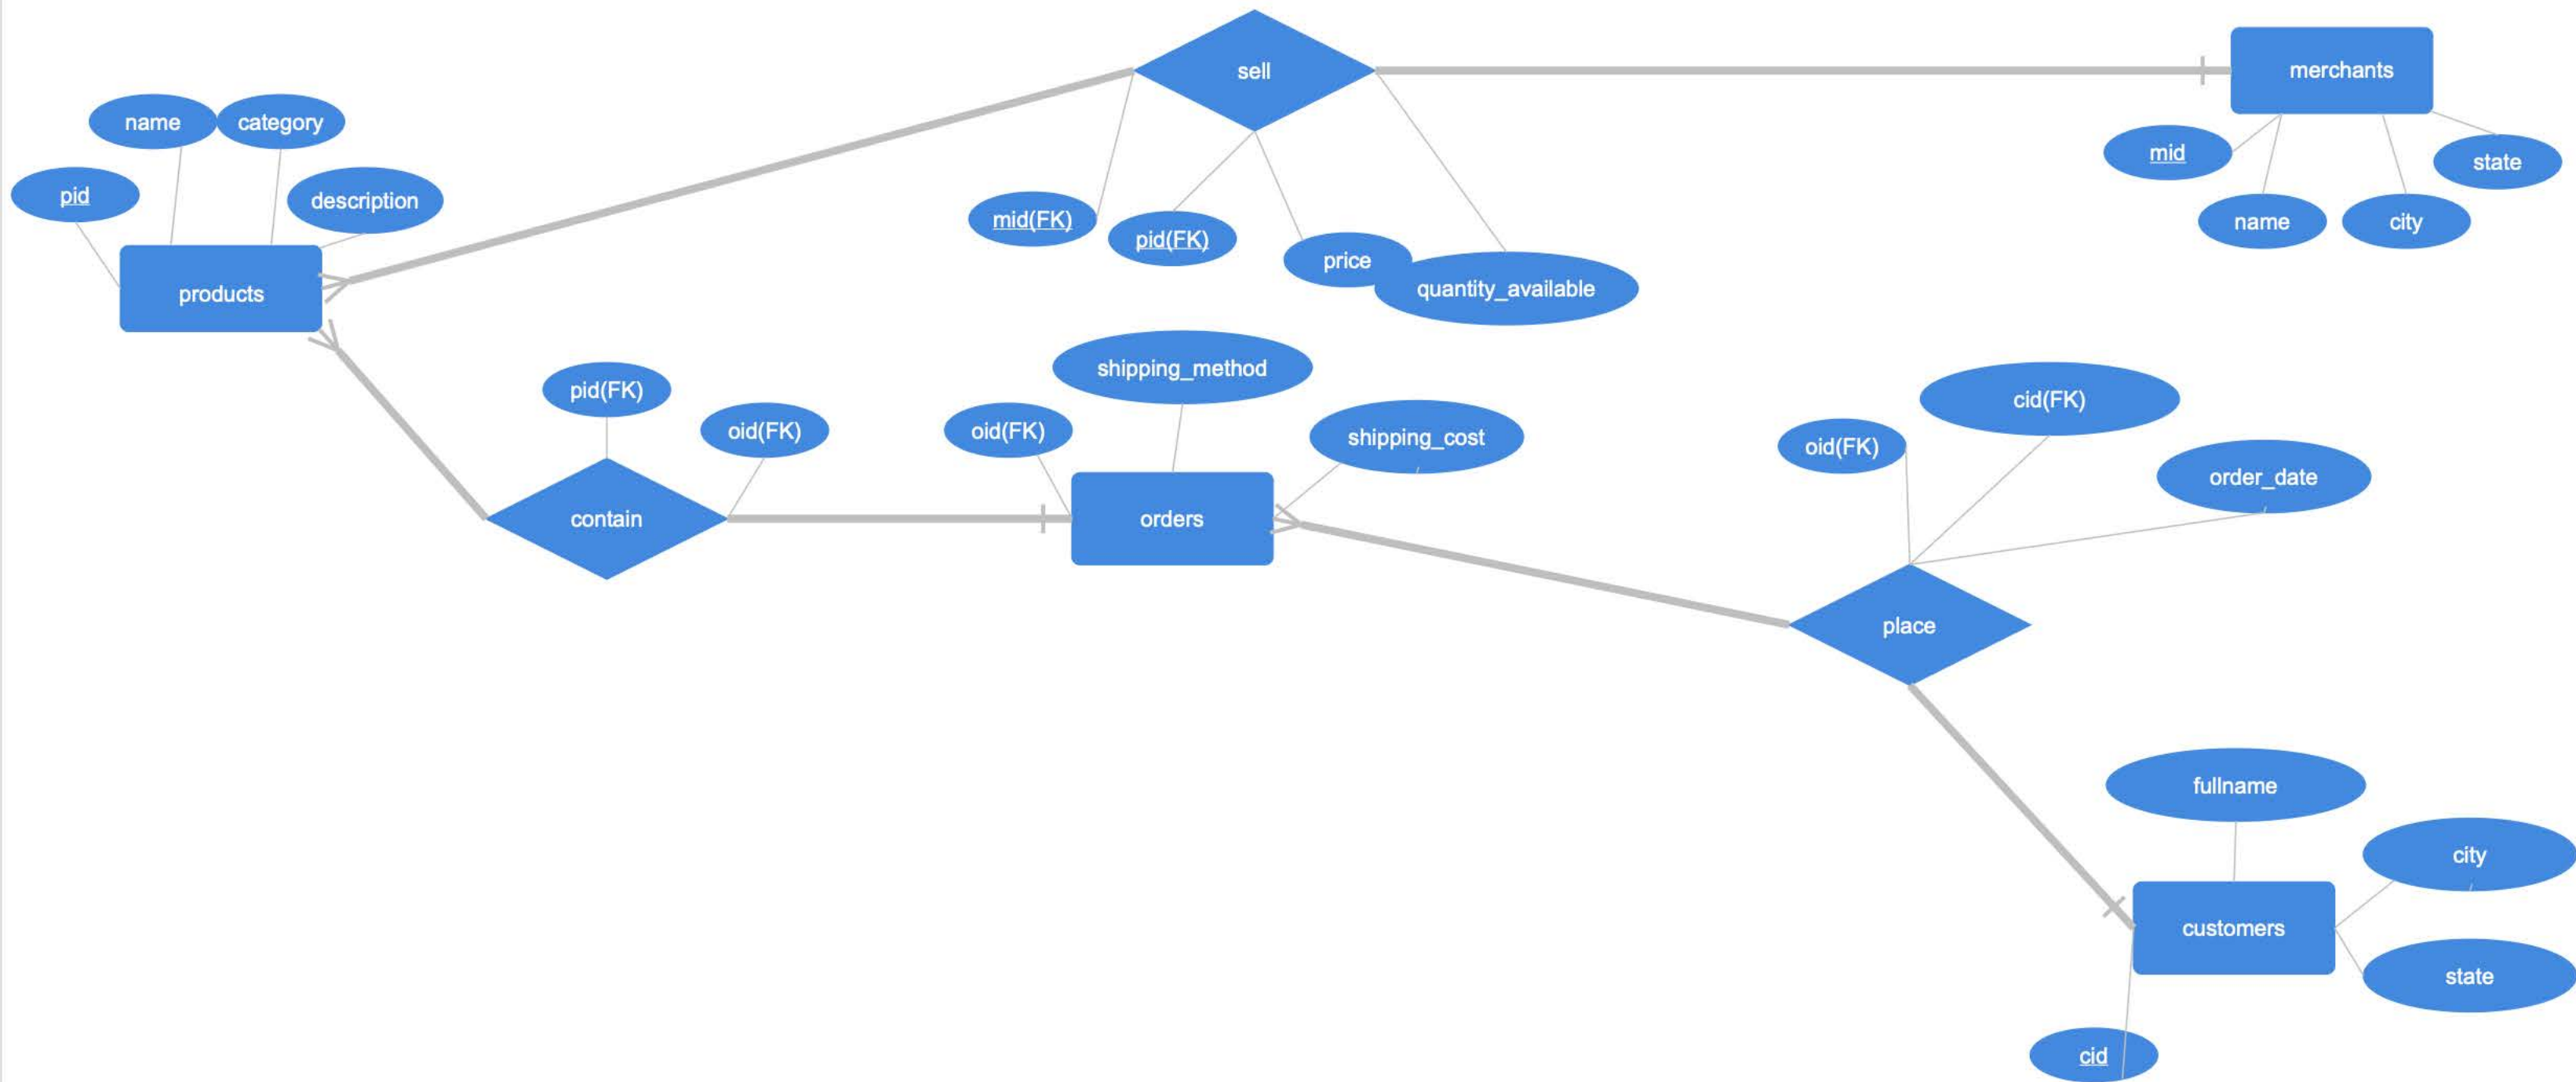 sell
merchants
name
category
mid
state
pid
description
mid(FK)
pid(FK)
name
city
price
quantity_available
products
shipping_method
pid(FK)
cid(FK)
oid(FK)
oid(FK)
shipping_cost
oid(FK)
order_date
contain
orders
place
fullname
city
customers
state
cid